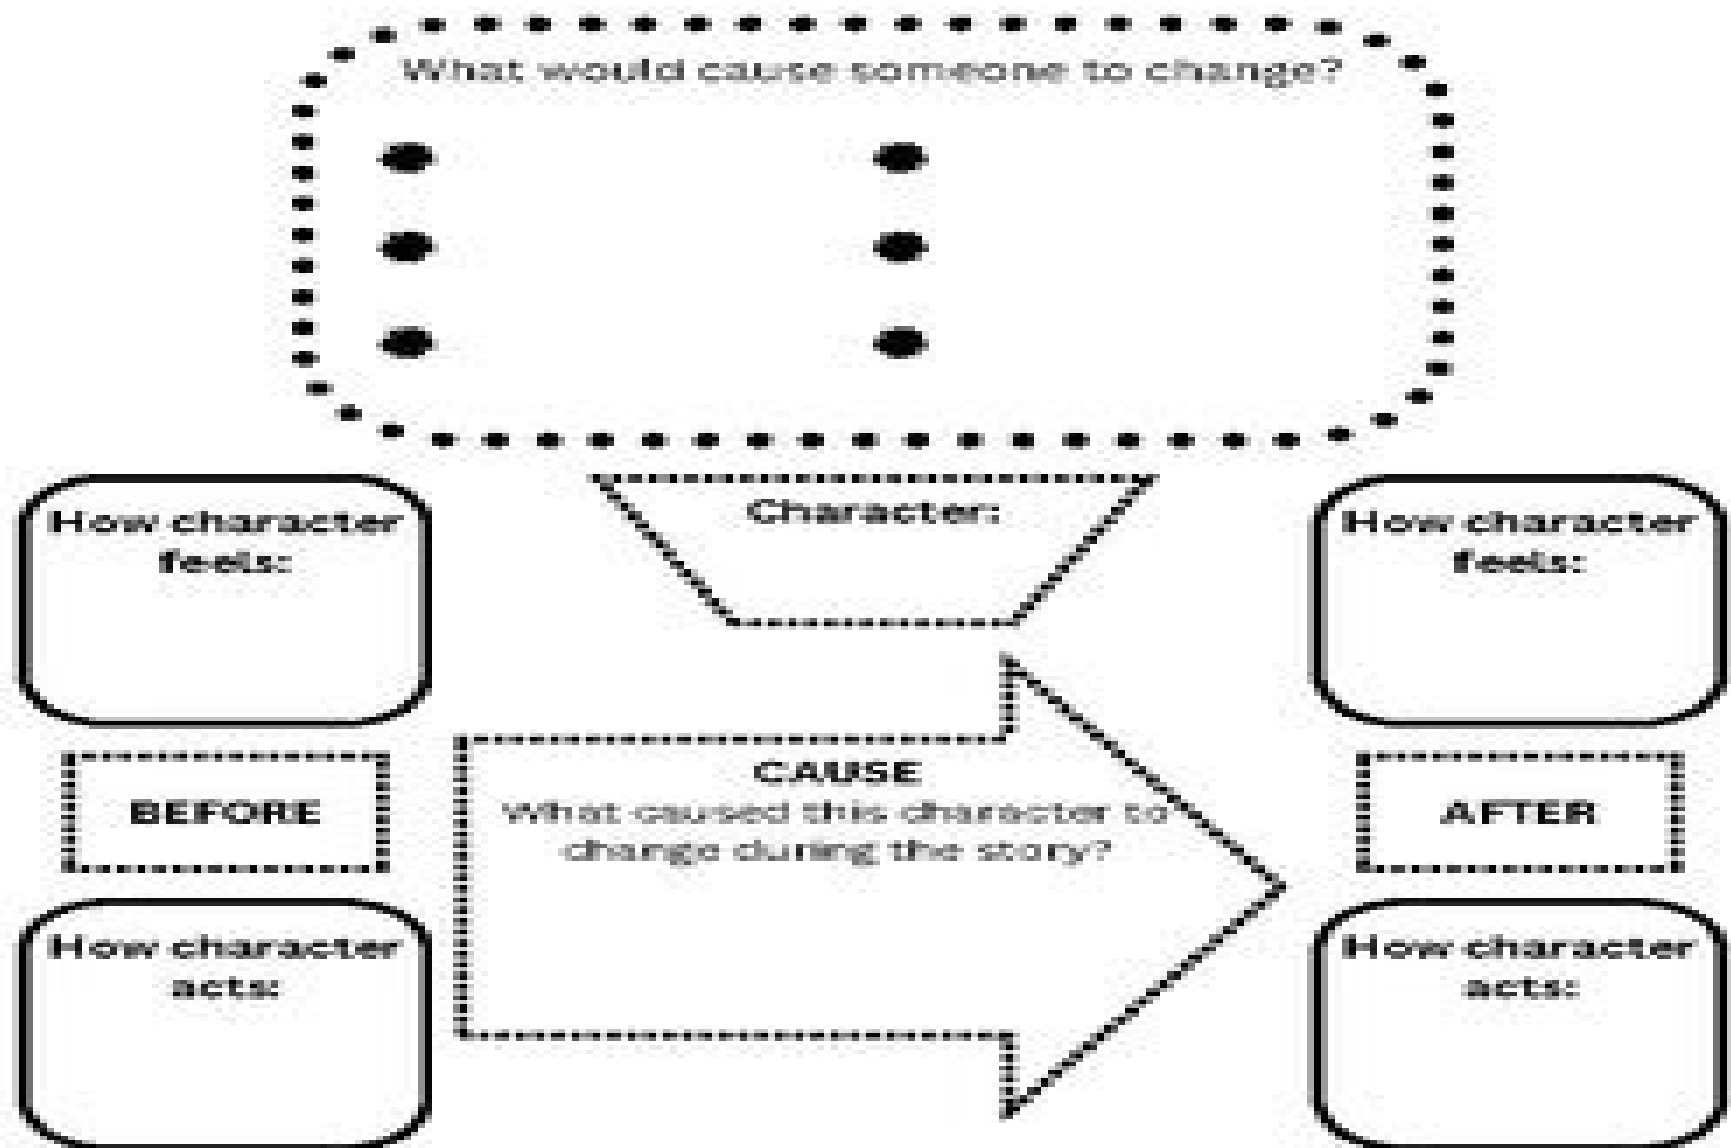 What would cause someone to change?
How character
feels:
Character:
How character
feels:
BEFORE
CAUSE
What caused this character to
change during the story?
AFTER
How character
acts:
How character
acts: